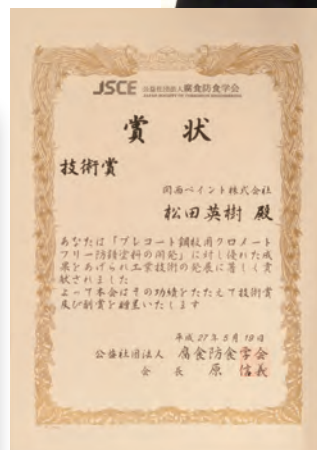 JSCE 公益社団法人腐食防食学会
JAPAN SOCIETY OF CORROSION ENGINEERING
賞状
技術賞
関西ペイント株式会社
松田英樹 殿
あなたは「プレコート鋼板用クロメート
フリー防錆塗料の開発」に対し優れた成
果をあげられ工業技術の発展に著しく貢
献されました
よって本会はその功績をたたえて技術賞
及び副賞を贈呈いたします
平成27年5月19日
公益社団法人 腐食防食学会
会長 原 信義